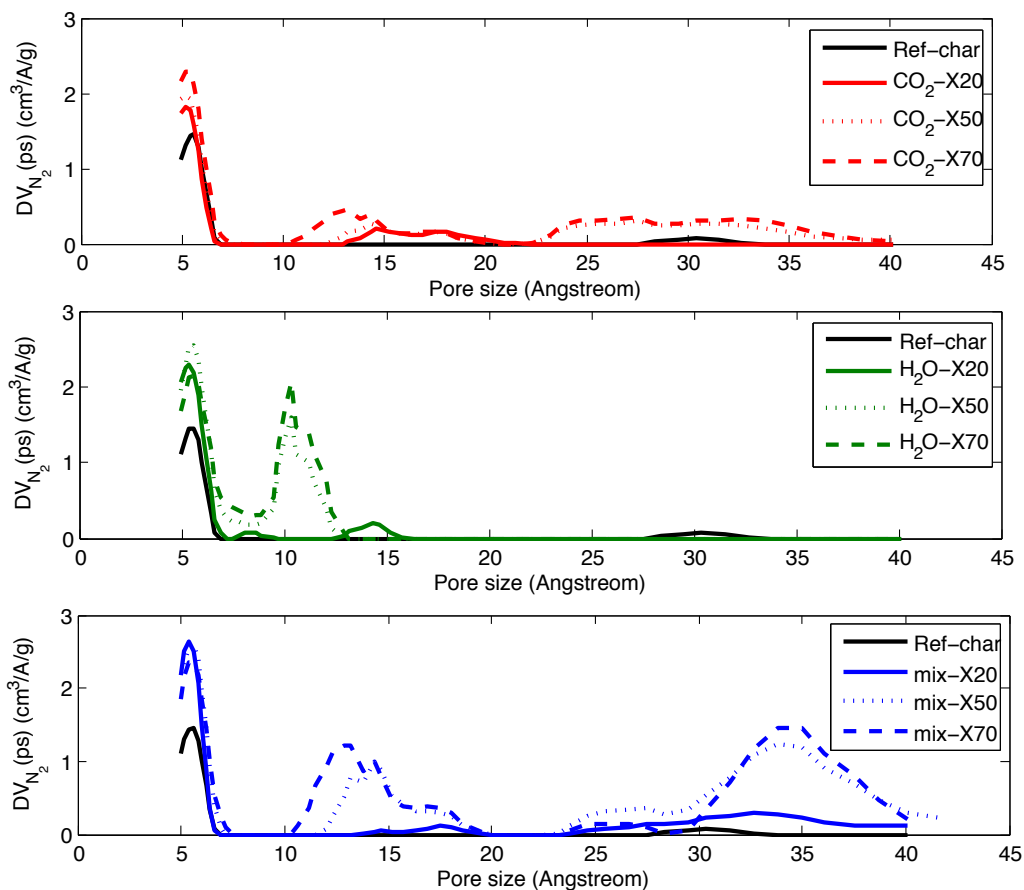 3
2
1
0
DV_N₂ (ps) (cm³/A/g)
0 5 10 15 20 25 30 35 40 45
Pore size (Angstreom)
Ref−char
CO₂−X20
CO₂−X50
CO₂−X70
3
2
1
0
DV_N₂ (ps) (cm³/A/g)
0 5 10 15 20 25 30 35 40 45
Pore size (Angstreom)
Ref−char
H₂O−X20
H₂O−X50
H₂O−X70
3
2
1
0
DV_N₂ (ps) (cm³/A/g)
0 5 10 15 20 25 30 35 40 45
Pore size (Angstreom)
Ref−char
mix−X20
mix−X50
mix−X70